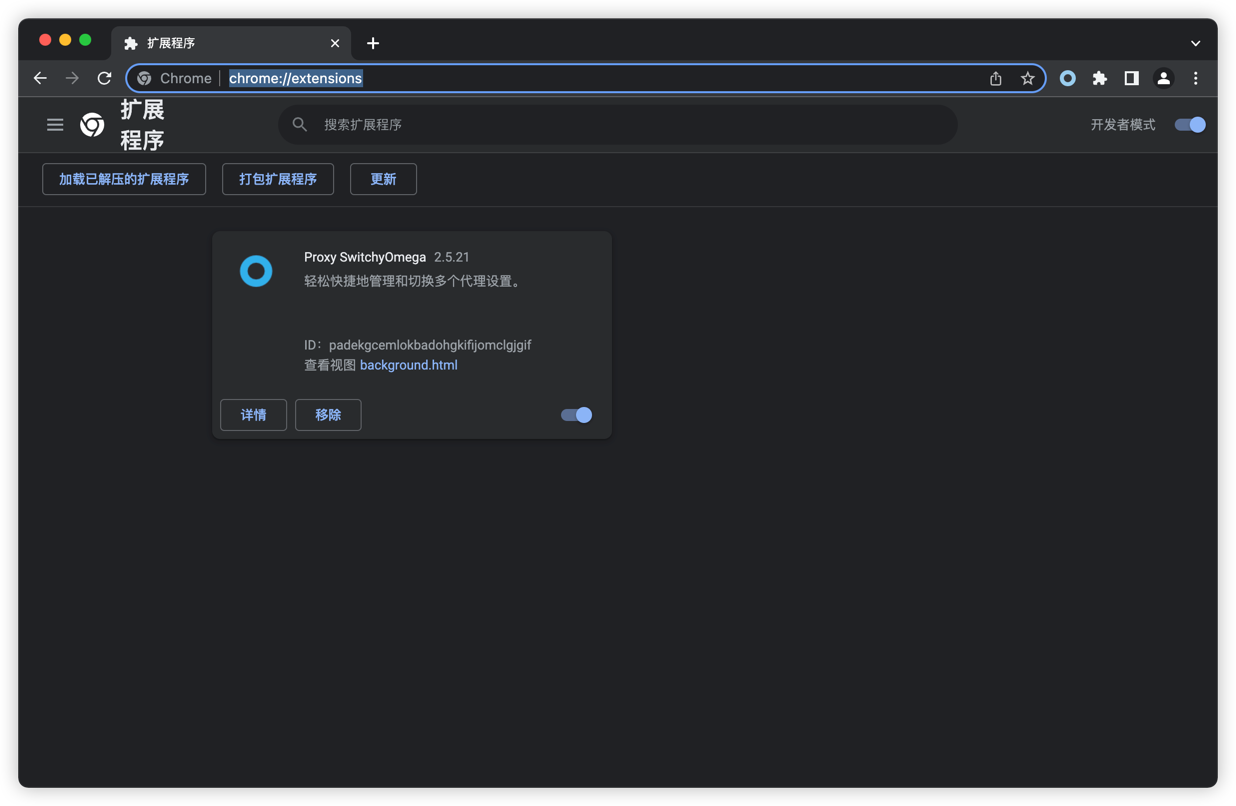 扩展程序
Chrome
chrome://extensions
扩展
程序
搜索扩展程序
开发者模式
加载已解压的扩展程序
打包扩展程序
更新
Proxy SwitchyOmega 2.5.21
轻松快捷地管理和切换多个代理设置。
ID：padekgcemlokbadohgkifijomclgjgif
查看视图 background.html
详情
移除